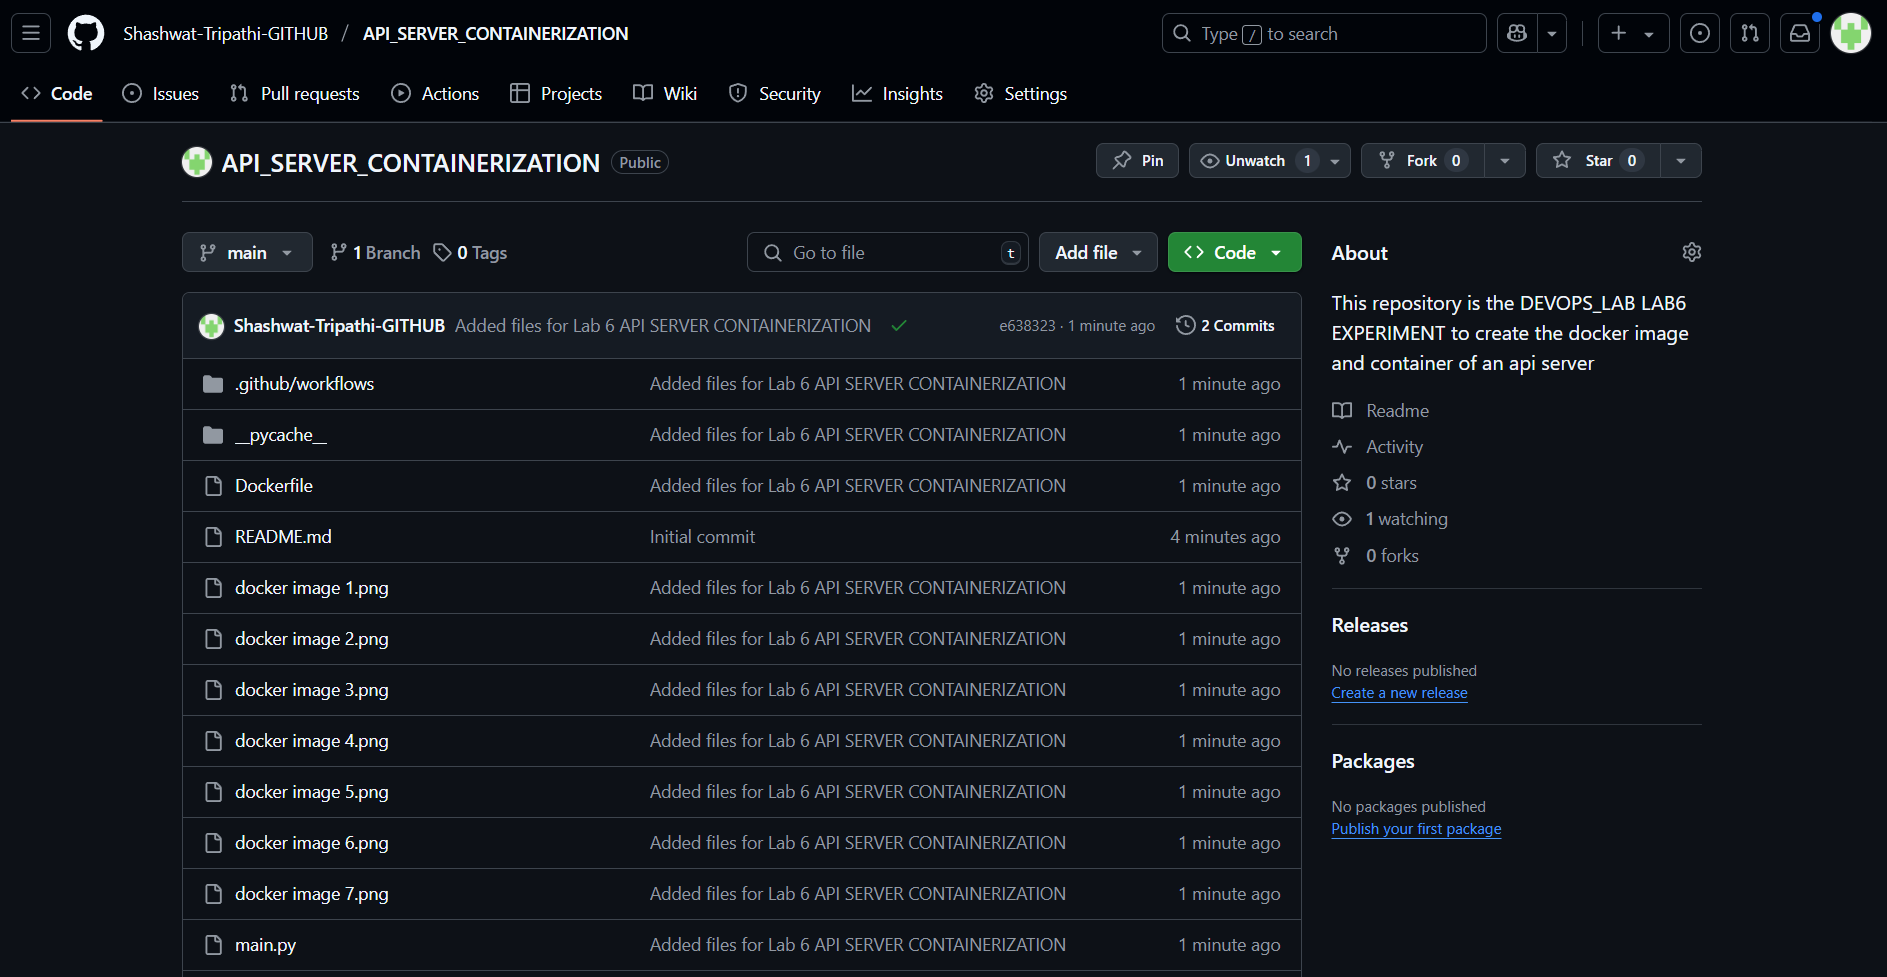 Shashwat-Tripathi-GITHUB / API_SERVER_CONTAINERIZATION
Type / to search
Code Issues Pull requests Actions Projects Wiki Security Insights Settings
API_SERVER_CONTAINERIZATION Public
Pin Unwatch 1 Fork 0 Star 0
main 1 Branch 0 Tags Go to file t Add file Code
Shashwat-Tripathi-GITHUB Added files for Lab 6 API SERVER CONTAINERIZATION e638323 · 1 minute ago 2 Commits
.github/workflows Added files for Lab 6 API SERVER CONTAINERIZATION 1 minute ago
__pycache__ Added files for Lab 6 API SERVER CONTAINERIZATION 1 minute ago
Dockerfile Added files for Lab 6 API SERVER CONTAINERIZATION 1 minute ago
README.md Initial commit 4 minutes ago
docker image 1.png Added files for Lab 6 API SERVER CONTAINERIZATION 1 minute ago
docker image 2.png Added files for Lab 6 API SERVER CONTAINERIZATION 1 minute ago
docker image 3.png Added files for Lab 6 API SERVER CONTAINERIZATION 1 minute ago
docker image 4.png Added files for Lab 6 API SERVER CONTAINERIZATION 1 minute ago
docker image 5.png Added files for Lab 6 API SERVER CONTAINERIZATION 1 minute ago
docker image 6.png Added files for Lab 6 API SERVER CONTAINERIZATION 1 minute ago
docker image 7.png Added files for Lab 6 API SERVER CONTAINERIZATION 1 minute ago
main.py Added files for Lab 6 API SERVER CONTAINERIZATION 1 minute ago
About
This repository is the DEVOPS_LAB LAB6
EXPERIMENT to create the docker image
and container of an api server
Readme
Activity
0 stars
1 watching
0 forks
Releases
No releases published
Create a new release
Packages
No packages published
Publish your first package